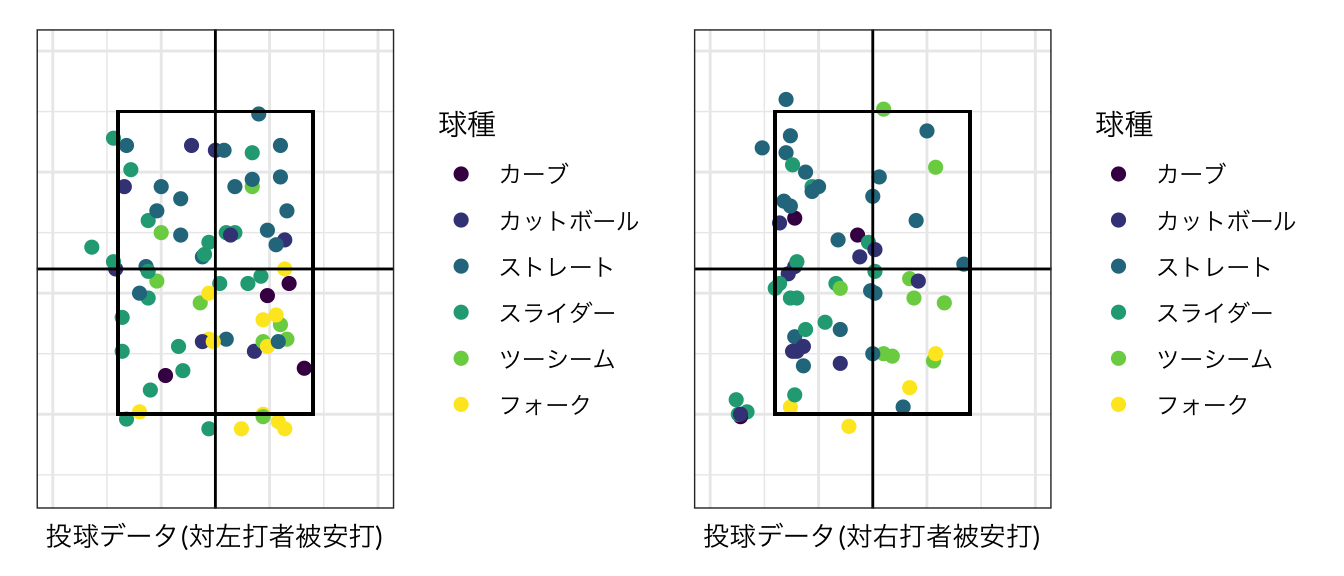 球種
カーブ
カットボール
ストレート
スライダー
ツーシーム
フォーク
投球データ(対左打者被安打)
球種
カーブ
カットボール
ストレート
スライダー
ツーシーム
フォーク
投球データ(対右打者被安打)